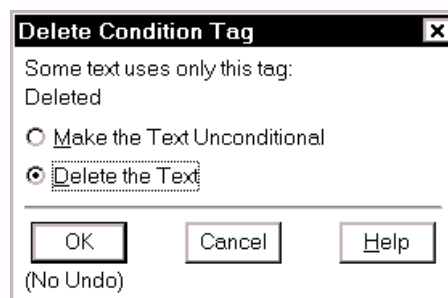 Delete Condition Tag
Some text uses only this tag:
Deleted
Make the Text Unconditional
Delete the Text
OK Cancel Help
(No Undo)